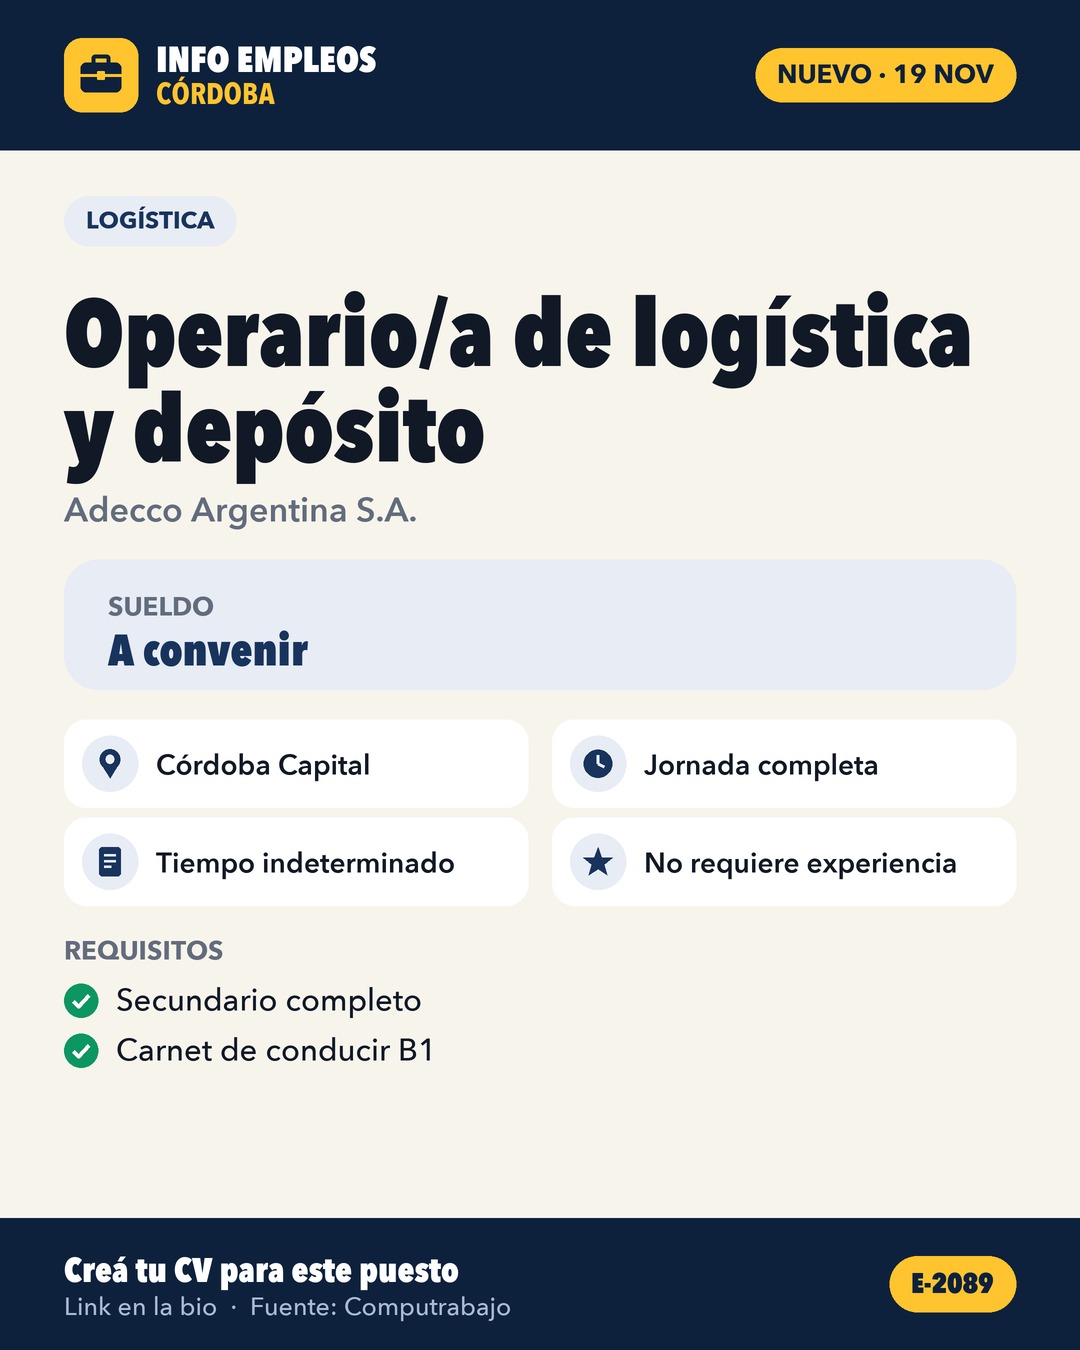 INFO EMPLEOS
CÓRDOBA
NUEVO · 19 NOV
LOGÍSTICA
Operario/a de logística
y depósito
Adecco Argentina S.A.
SUELDO
A convenir
Córdoba Capital
Jornada completa
Tiempo indeterminado
No requiere experiencia
REQUISITOS
Secundario completo
Carnet de conducir B1
Creá tu CV para este puesto
Link en la bio · Fuente: Computrabajo
E-2089